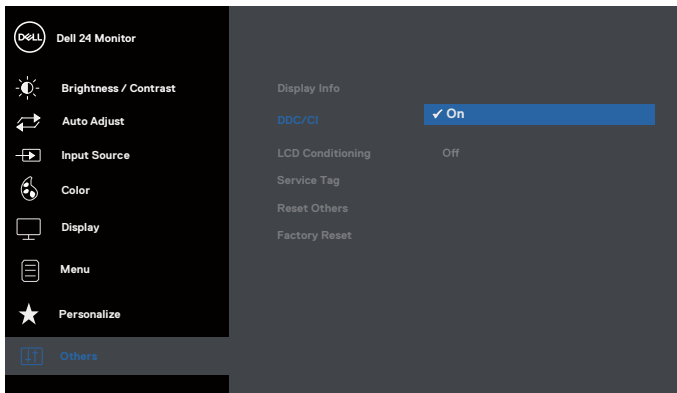 DELL
Dell 24 Monitor
Brightness / Contrast
Auto Adjust
Input Source
Color
Display
Menu
Personalize
Others
Display Info
DDC/CI
✓ On
LCD Conditioning
Off
Service Tag
Reset Others
Factory Reset